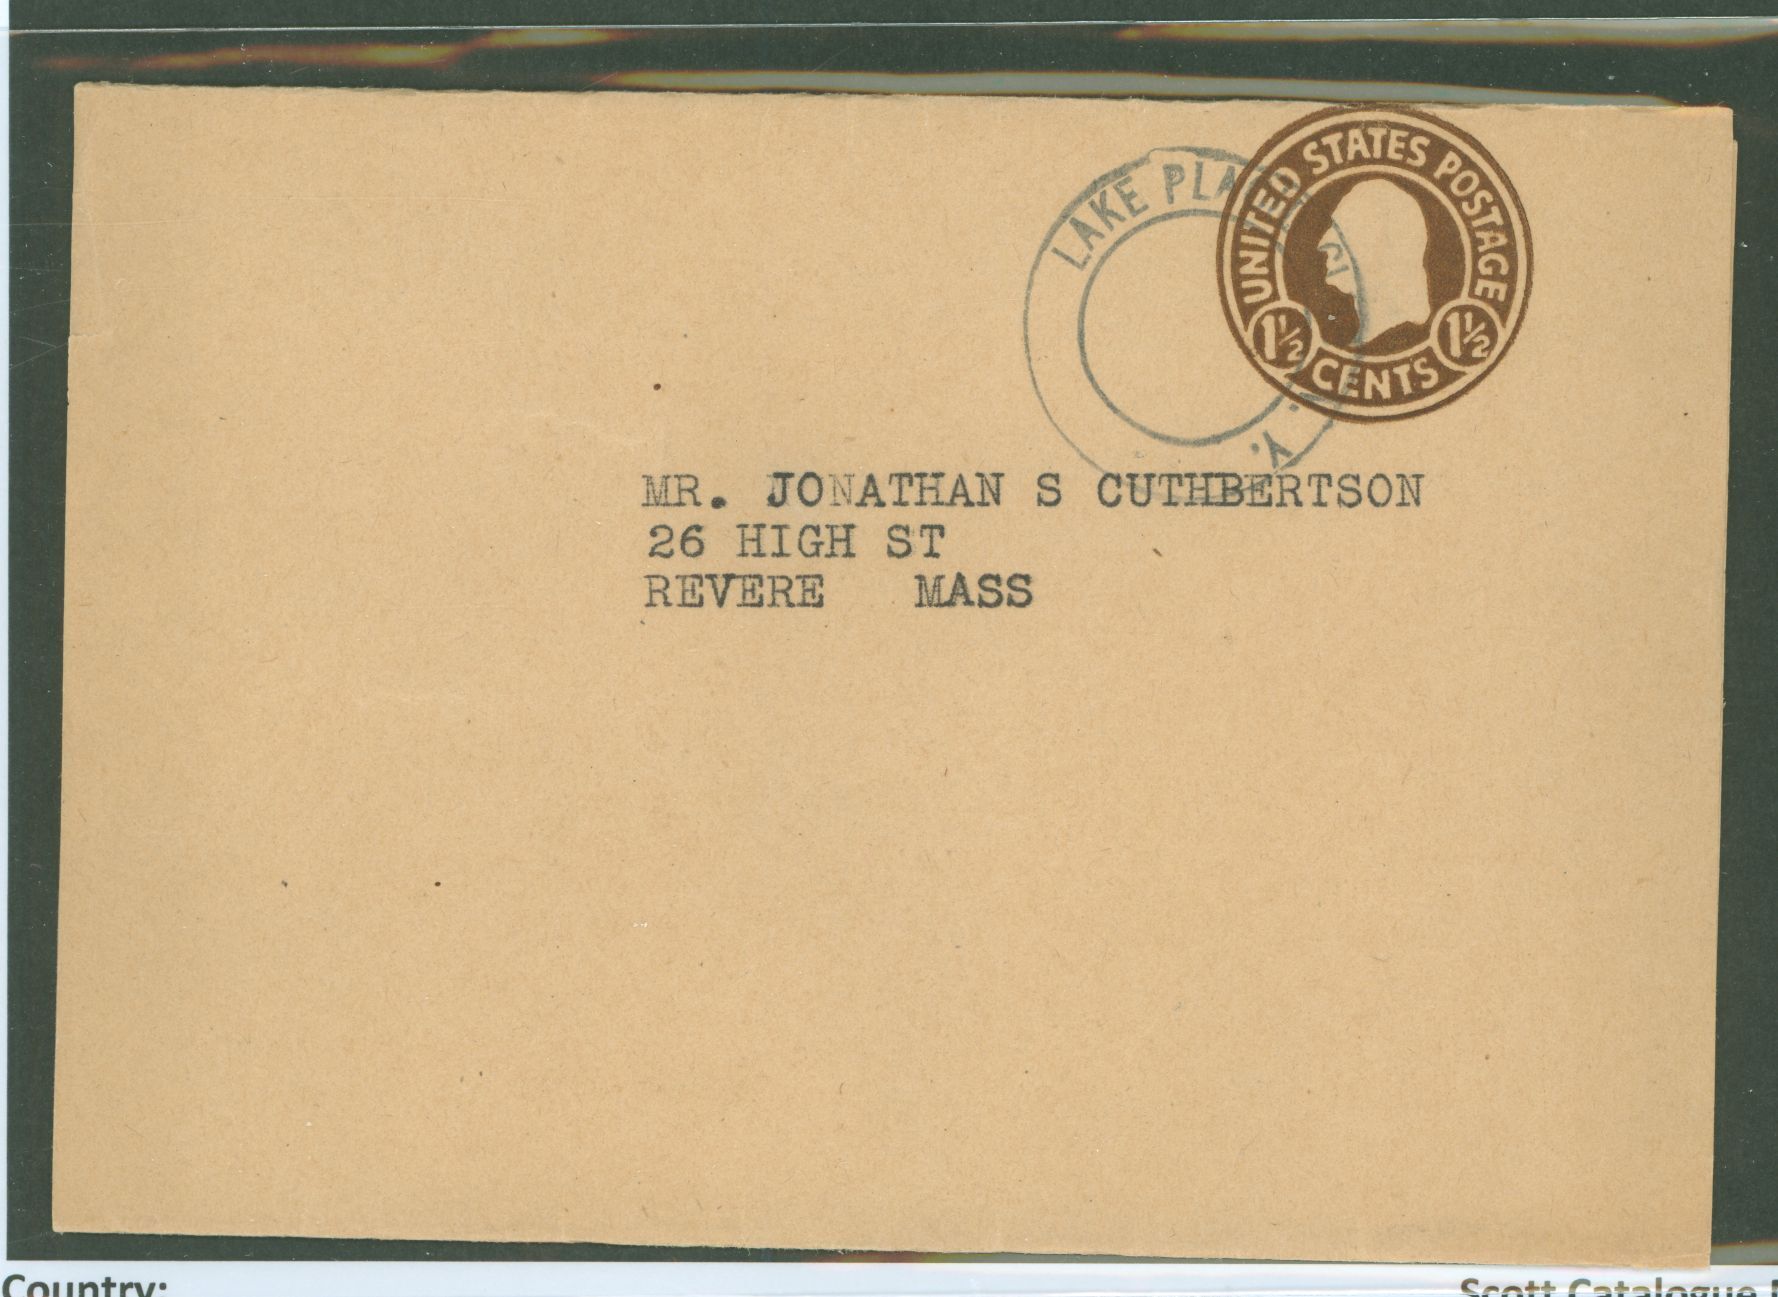 UNITED STATES POSTAGE
1½ CENTS 1½
LAKE PLACID
Y.
MR. JONATHAN S CUTHBERTSON
26 HIGH ST
REVERE MASS
Country:
Scott Catalogue